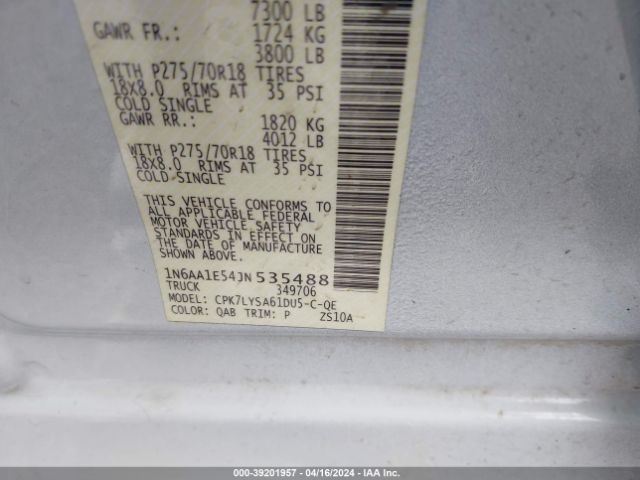 7300 LB
GAWR FR.: 1724 KG
3800 LB
WITH P275/70R18 TIRES
18X8.0 RIMS AT 35 PSI
COLD SINGLE
GAWR RR.: 1820 KG
4012 LB
WITH P275/70R18 TIRES
18X8.0 RIMS AT 35 PSI
COLD SINGLE
THIS VEHICLE CONFORMS TO
ALL APPLICABLE FEDERAL
MOTOR VEHICLE SAFETY
STANDARDS IN EFFECT ON
THE DATE OF MANUFACTURE
SHOWN ABOVE.
1N6AA1E54JN535488
TRUCK 349706
MODEL: CPK7LYSA61DU5-C-QE
COLOR: QAB TRIM: P ZS10A
000-39201957 - 04/16/2024 - IAAI.COM